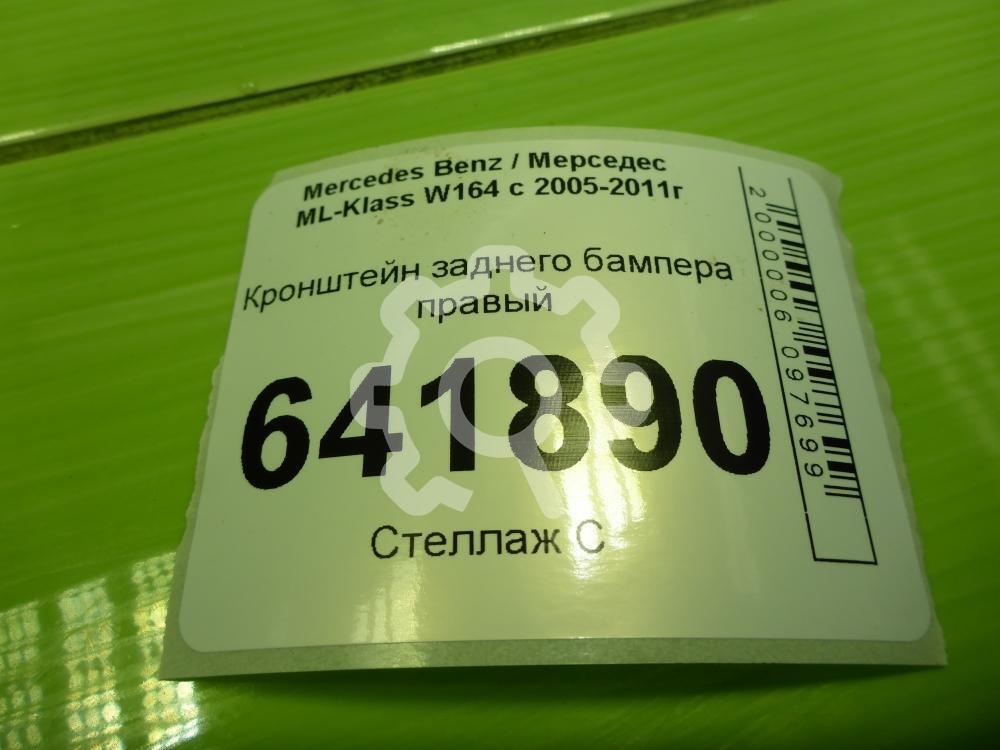 Mercedes Benz / Мерседес
ML-Klass W164 с 2005-2011г
Кронштейн заднего бампера
правый
641890
Стеллаж С
2000006097699